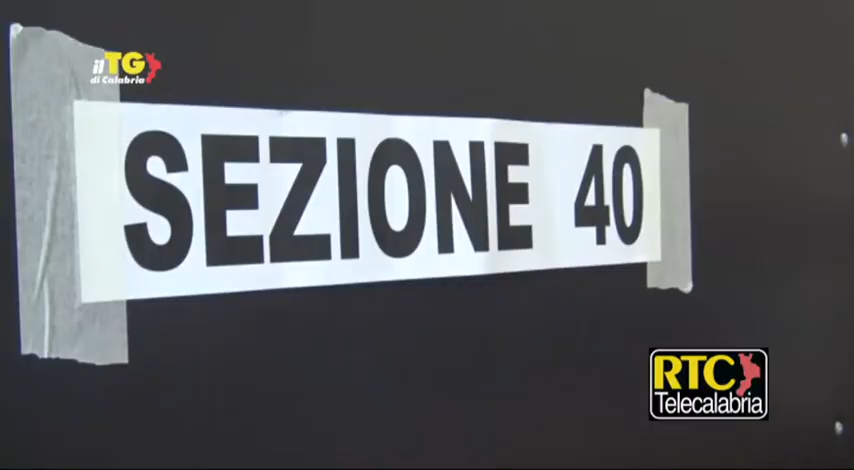 il TG
di Calabria
SEZIONE 40
RTC
Telecalabria